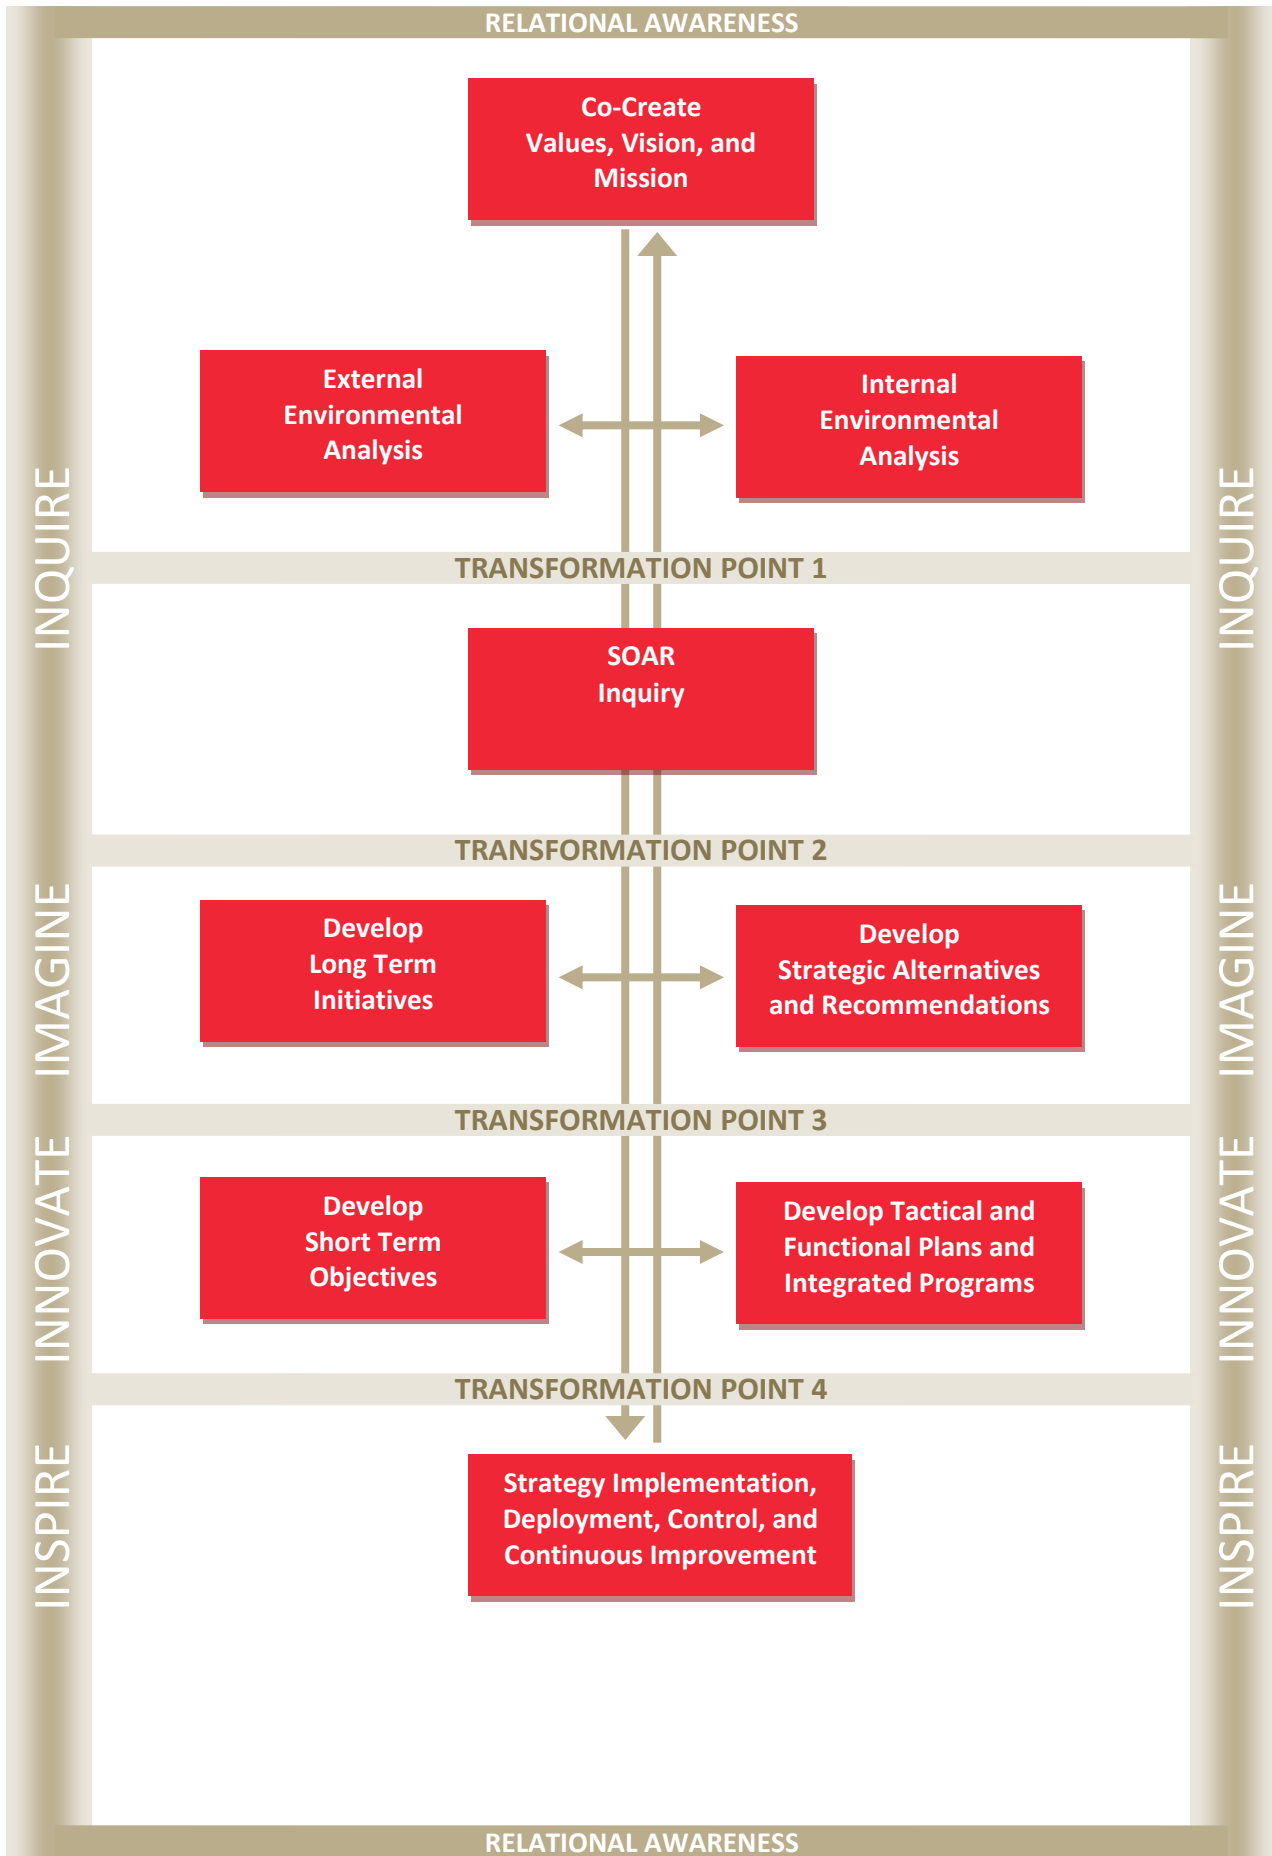 RELATIONAL AWARENESS
Co-Create
Values, Vision, and
Mission
External
Environmental
Analysis
Internal
Environmental
Analysis
INQUIRE
INQUIRE
TRANSFORMATION POINT 1
SOAR
Inquiry
TRANSFORMATION POINT 2
IMAGINE
IMAGINE
Develop
Long Term
Initiatives
Develop
Strategic Alternatives
and Recommendations
TRANSFORMATION POINT 3
INNOVATE
INNOVATE
Develop
Short Term
Objectives
Develop Tactical and
Functional Plans and
Integrated Programs
TRANSFORMATION POINT 4
INSPIRE
INSPIRE
Strategy Implementation,
Deployment, Control, and
Continuous Improvement
RELATIONAL AWARENESS